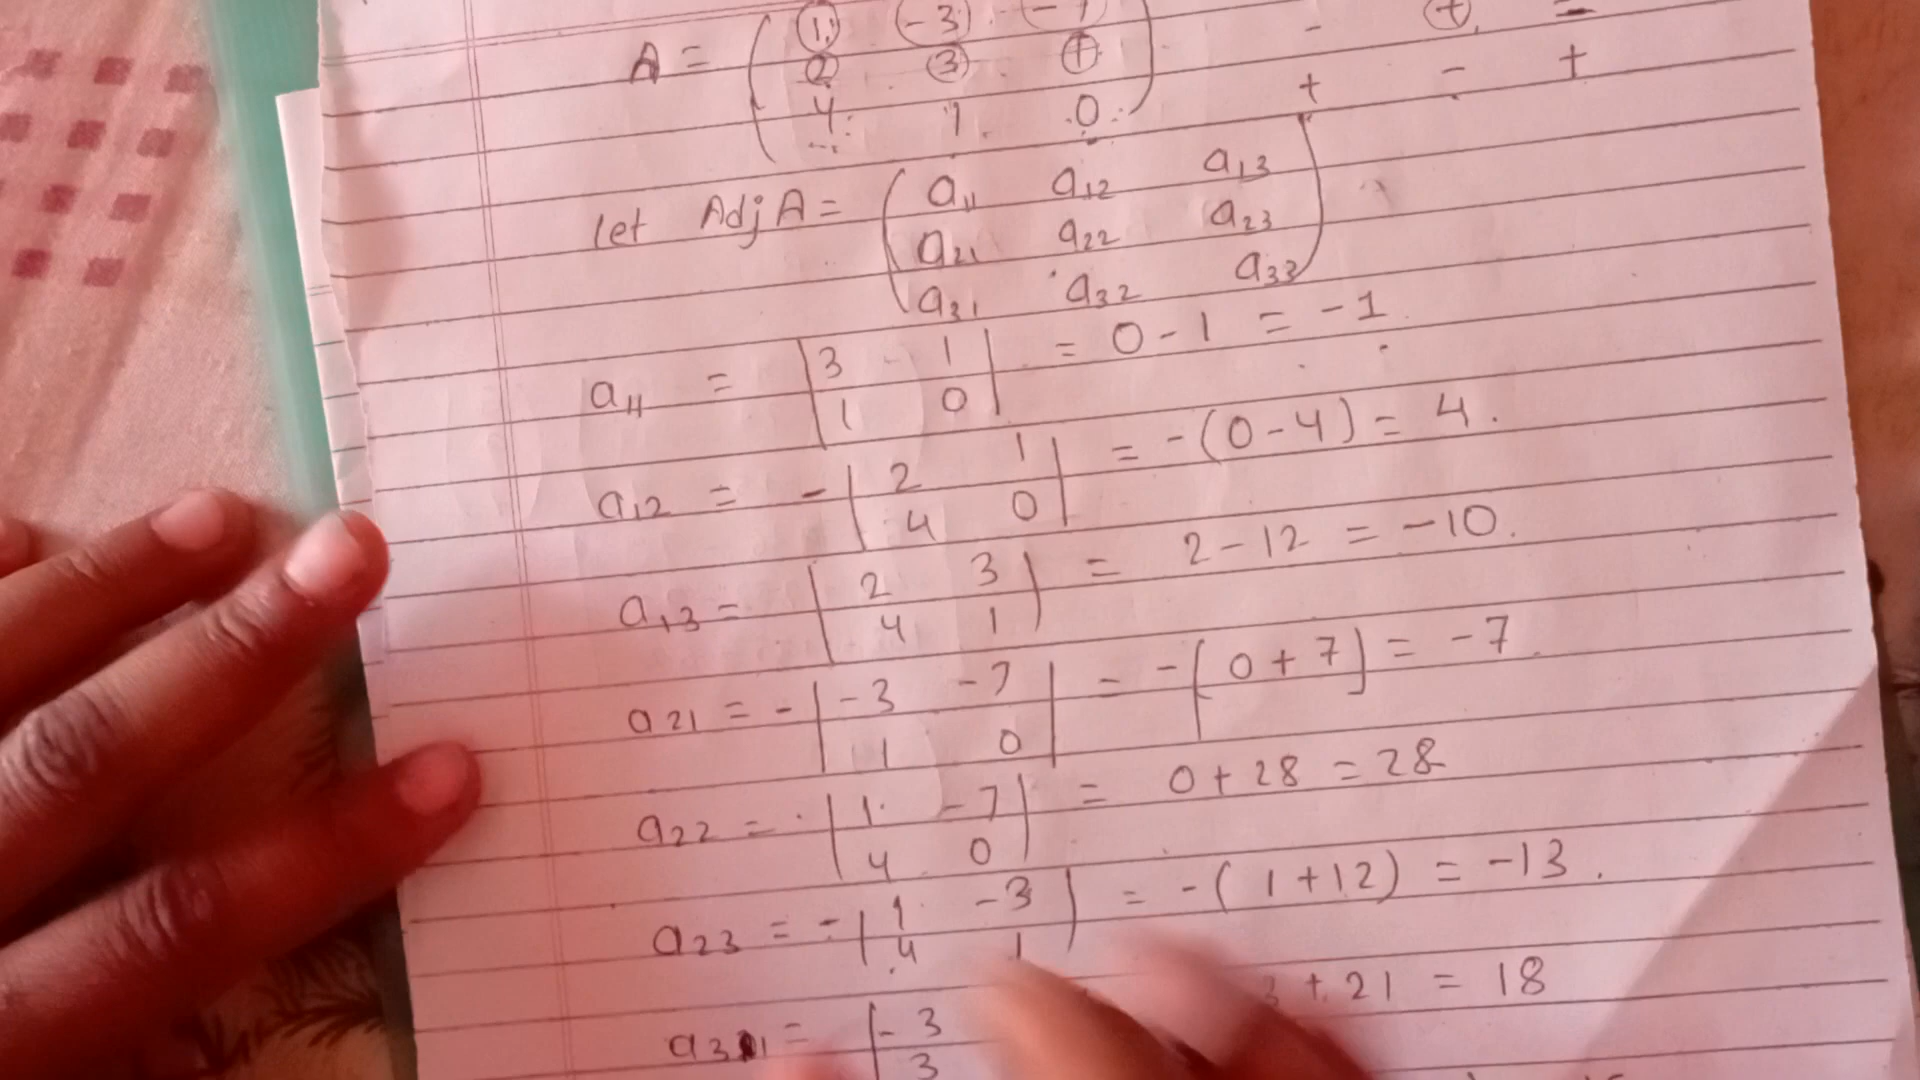 1 -3 -7 - + -
A = ( 2 3 1 ) + - +
4 1 0
let Adj A = ( a11 a12 a13
a21 a22 a23
a31 a32 a33 )
a11 = | 3 1 | = 0 - 1 = -1
1 0
a12 = - | 2 1 | = -(0-4) = 4.
4 0
a13 = | 2 3 | = 2 - 12 = -10.
4 1
a21 = - | -3 -7 | = -[0+7] = -7
1 0
a22 = | 1 -7 | = 0+28 = 28
4 0
a23 = - | 1 -3 | = -(1+12) = -13.
4 1
a31 = | -3 3 + 21 = 18
3